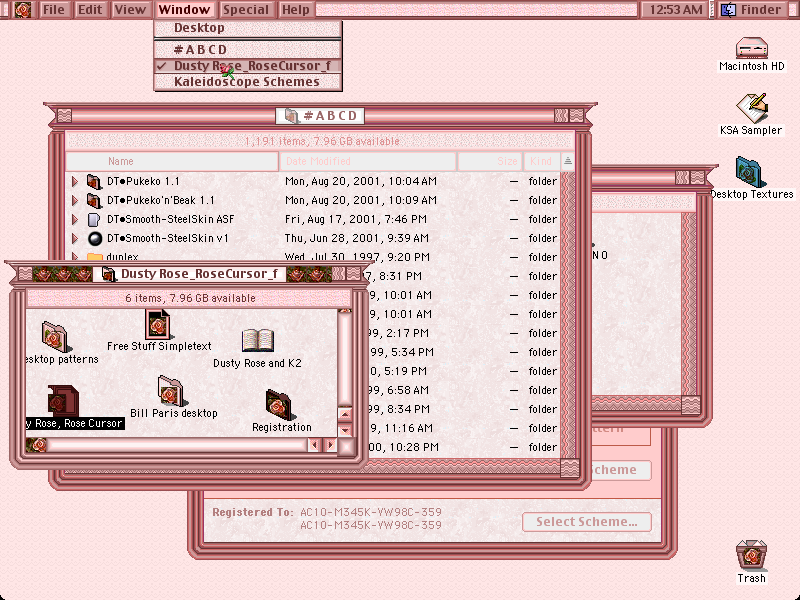 File Edit View Window Special Help 12:53 AM Finder
Desktop
#ABCD
✓ Dusty Rose_RoseCursor_f
Kaleidoscope Schemes
Macintosh HD
KSA Sampler
Desktop Textures
Trash
#ABCD
1,191 items, 7.96 GB available
Name Date Modified Size Kind
DT•Pukeko 1.1 Mon, Aug 20, 2001, 10:04 AM — folder
DT•Pukeko'n'Beak 1.1 Mon, Aug 20, 2001, 10:09 AM — folder
DT•Smooth-SteelSkin ASF Fri, Aug 17, 2001, 7:46 PM — folder
DT•Smooth-SteelSkin v1 Thu, Jun 28, 2001, 9:39 AM — folder
duplex Wed, Jul 30, 1997, 9:20 PM — folder
7, 8:31 PM — folder
9, 10:01 AM — folder
9, 10:01 AM — folder
99, 2:17 PM — folder
99, 5:34 PM — folder
0, 5:19 PM — folder
99, 6:58 AM — folder
99, 8:34 PM — folder
9, 11:16 AM — folder
00, 10:28 PM — folder
NO
Dusty Rose_RoseCursor_f
6 items, 7.96 GB available
esktop patterns
Free Stuff Simpletext
Dusty Rose and K2
y Rose, Rose Cursor
Bill Paris desktop
Registration
attern
cheme
Registered To: AC10-M345K-YW98C-359
AC10-M345K-YW98C-359
Select Scheme...